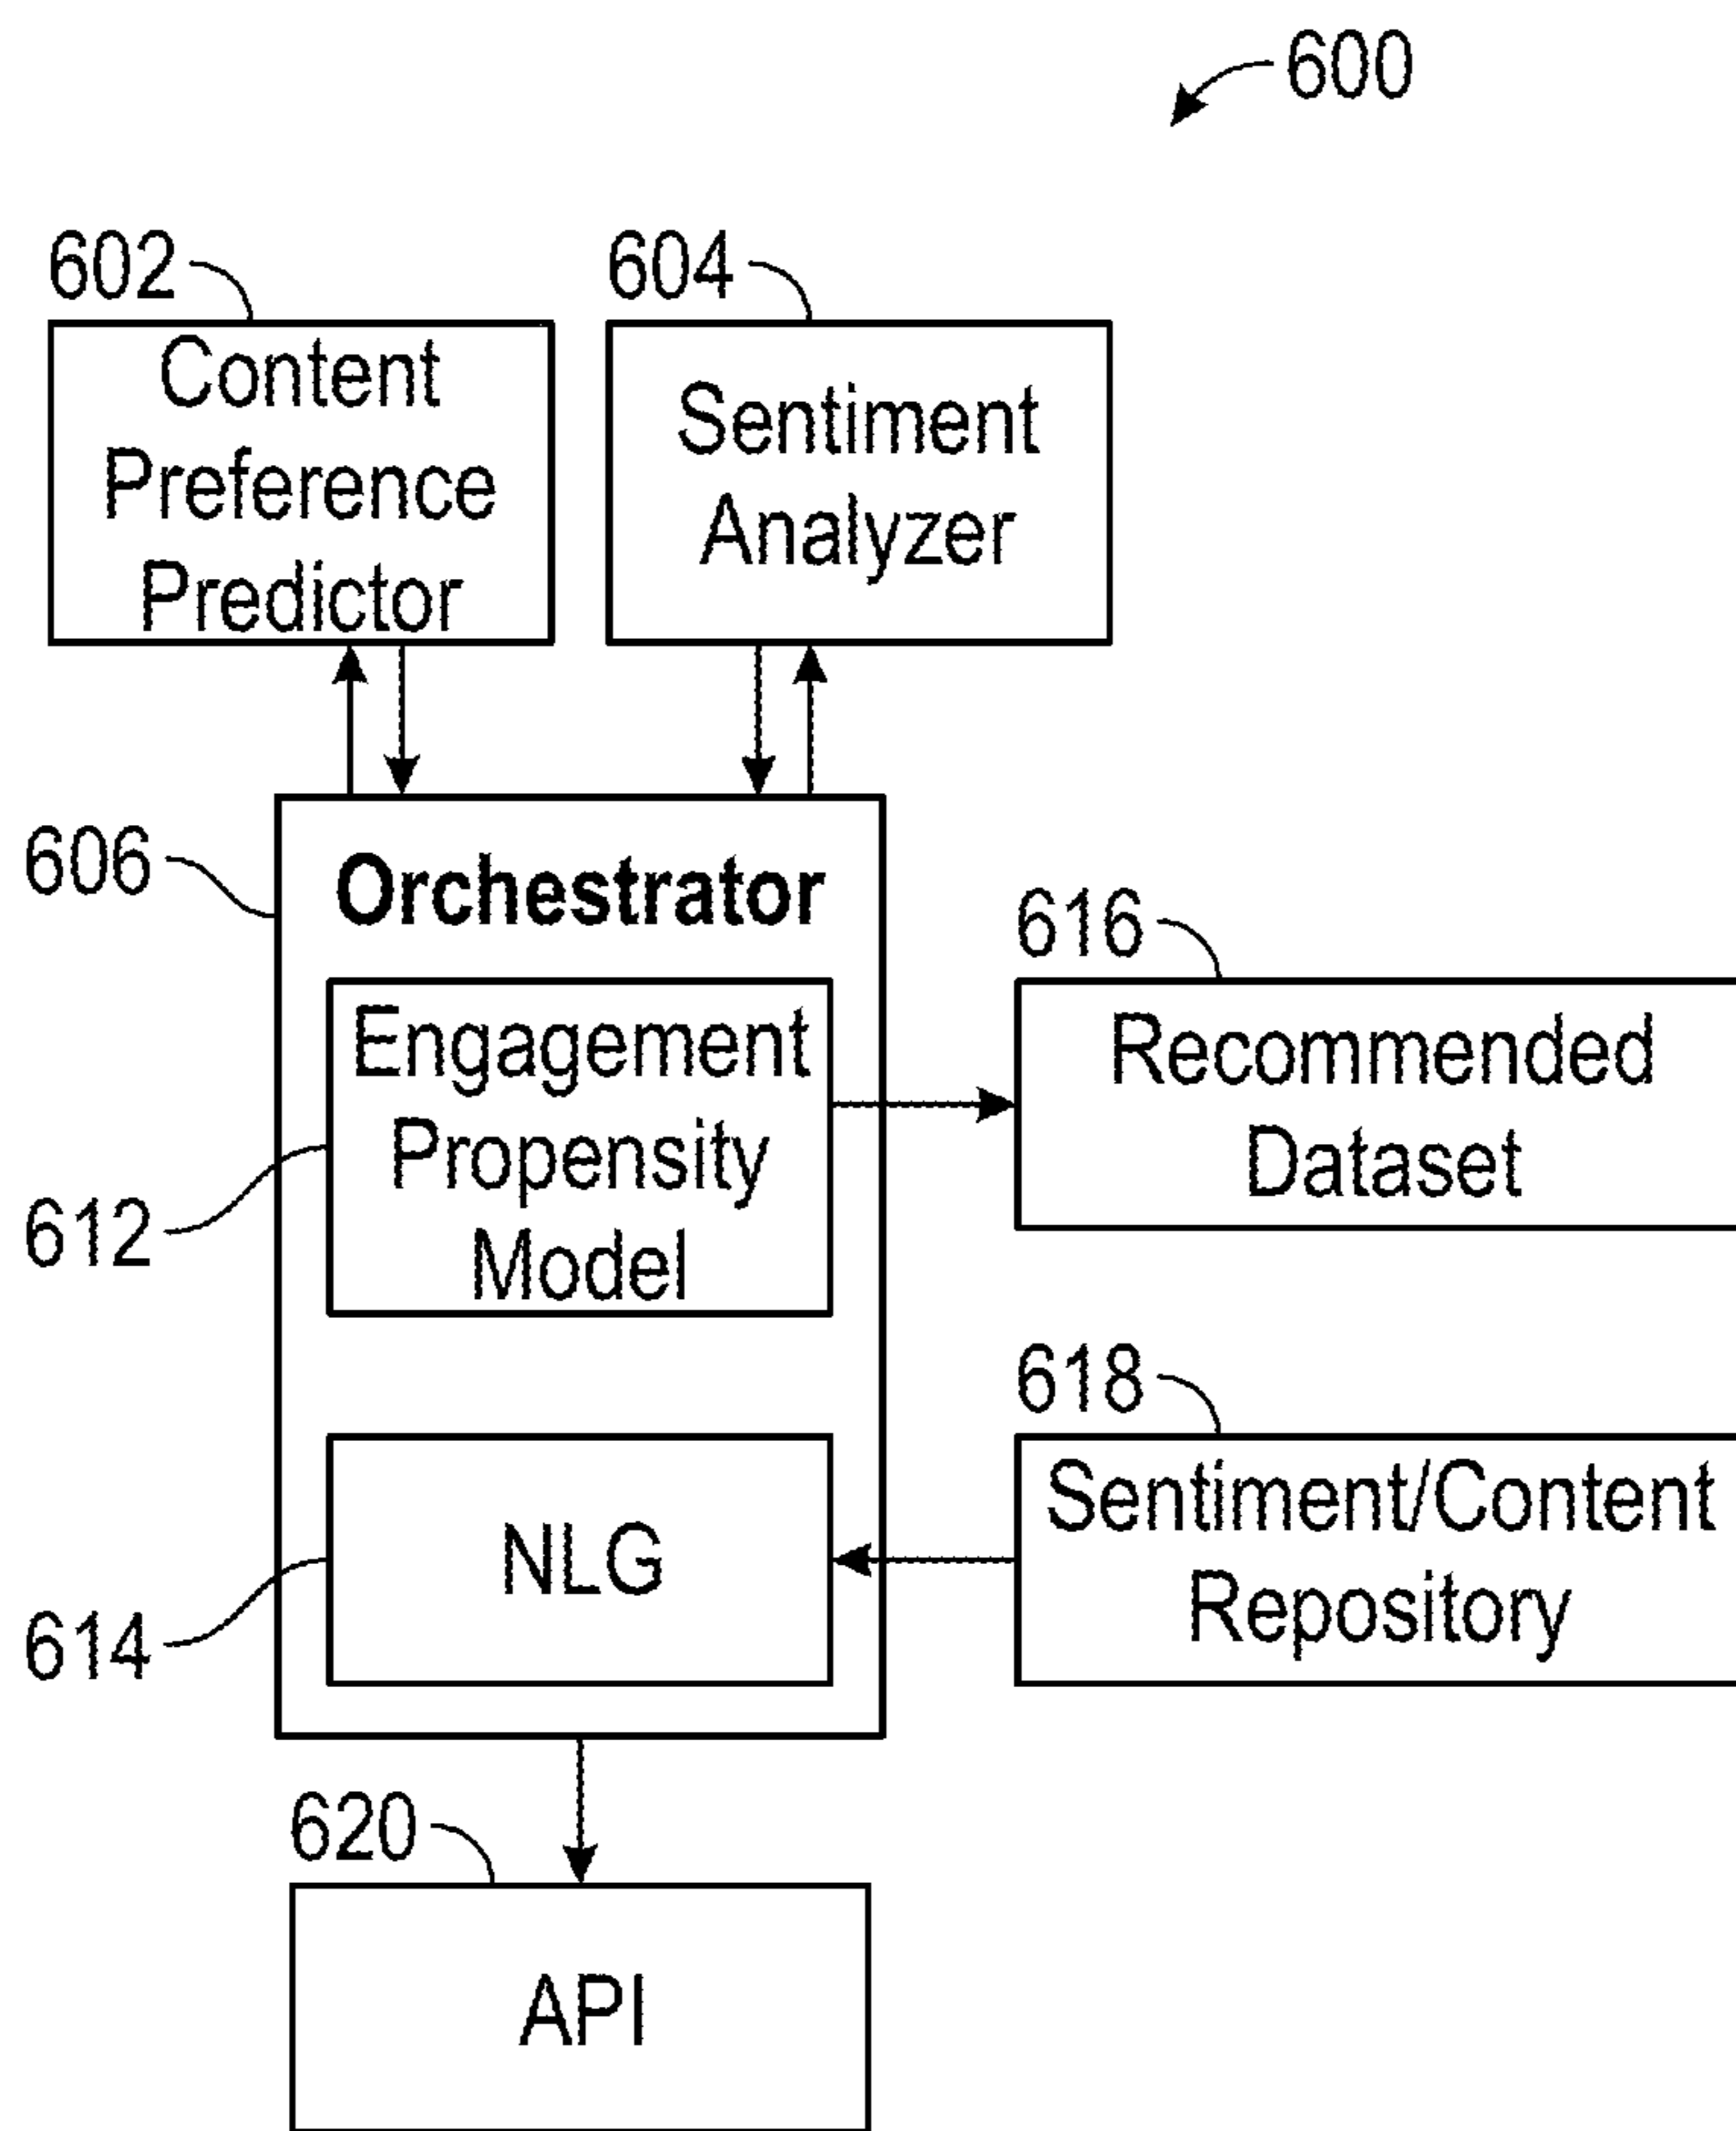 600
602
604
Content
Preference
Predictor
Sentiment
Analyzer
606
Orchestrator
616
Engagement
Propensity
Model
Recommended
Dataset
612
618
NLG
Sentiment/Content
Repository
614
620
API